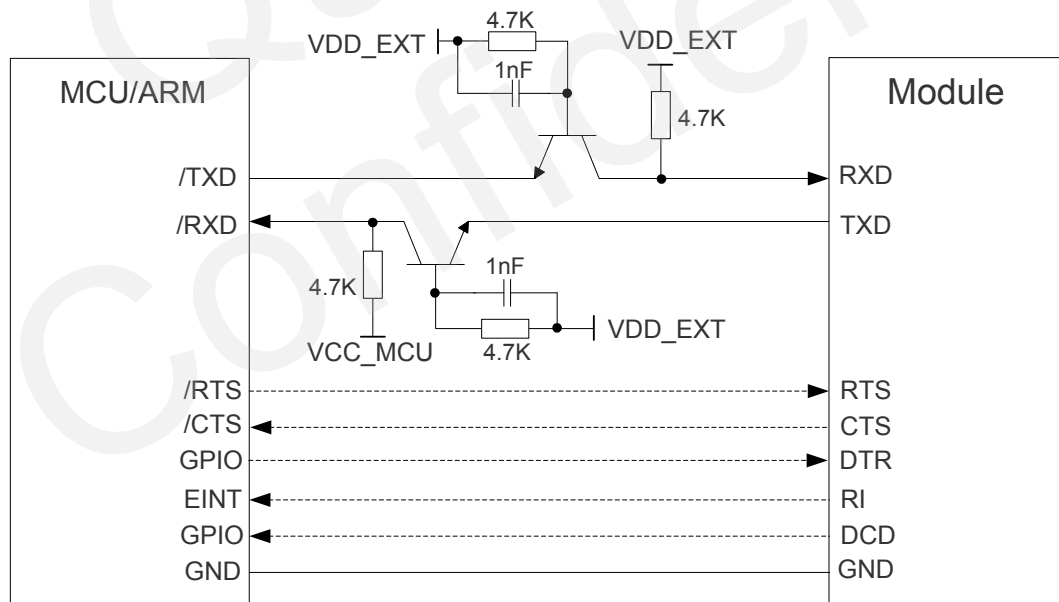 4.7K
VDD_EXT
VDD_EXT
1nF
MCU/ARM
Module
4.7K
/TXD
RXD
/RXD
TXD
1nF
4.7K
VDD_EXT
VCC_MCU
4.7K
/RTS
RTS
/CTS
CTS
GPIO
DTR
EINT
RI
GPIO
DCD
GND
GND